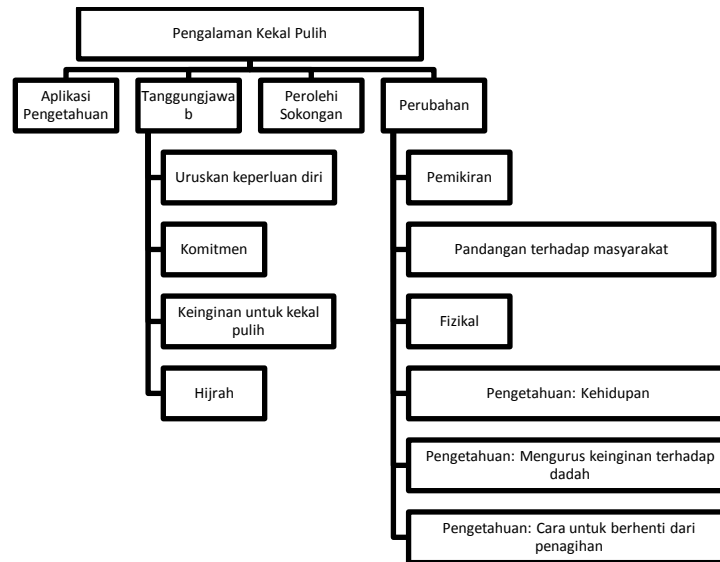 Pengalaman Kekal Pulih
Aplikasi
Pengetahuan
Tanggungjawa
b
Perolehi
Sokongan
Perubahan
Uruskan keperluan diri
Komitmen
Keinginan untuk kekal
pulih
Hijrah
Pemikiran
Pandangan terhadap masyarakat
Fizikal
Pengetahuan: Kehidupan
Pengetahuan: Mengurus keinginan terhadap
dadah
Pengetahuan: Cara untuk berhenti dari
penagihan